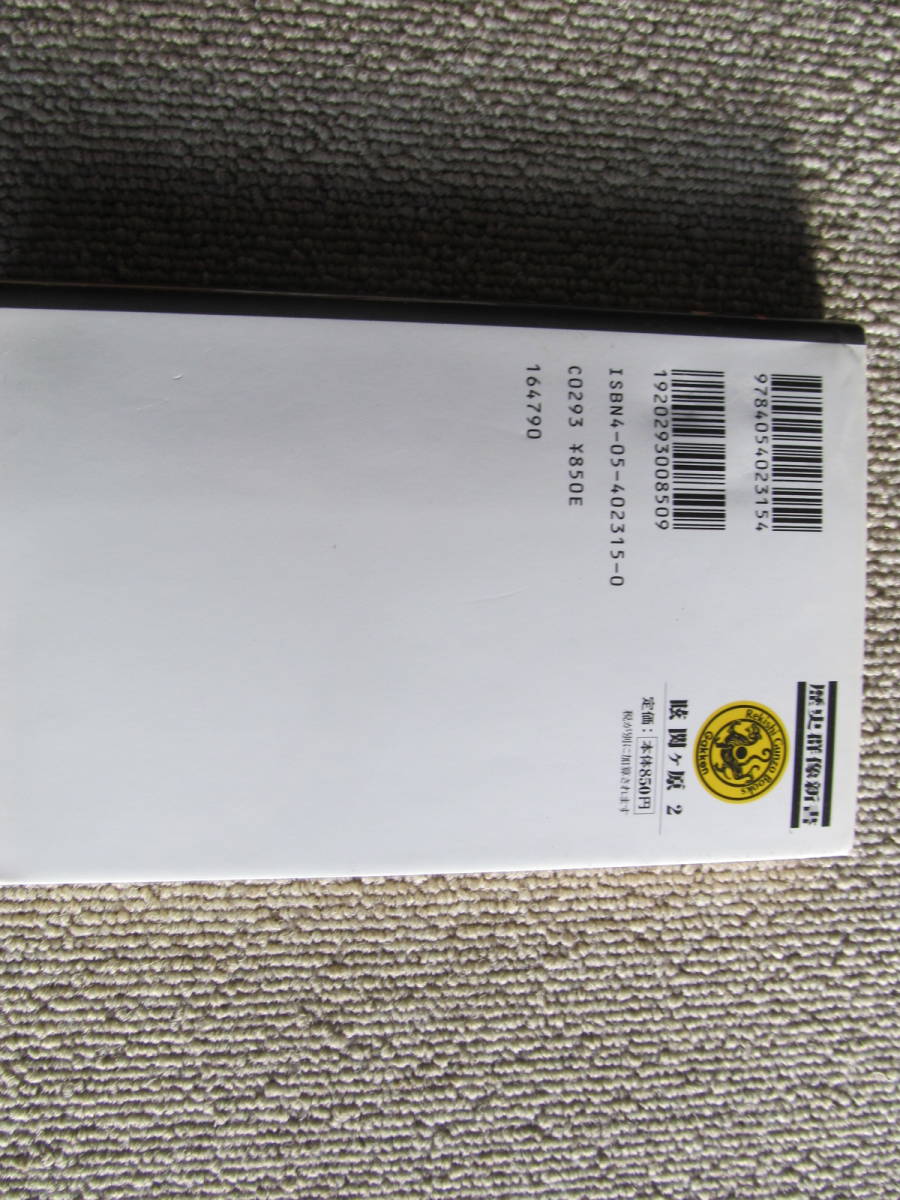 9784054023154
1920293008509
ISBN4-05-402315-0
C0293 ¥850E
164790
歴史群像新書
Rekishi Gunzo Books
Gakken
関ヶ原 2
定価：本体850円
税が別に加算されます